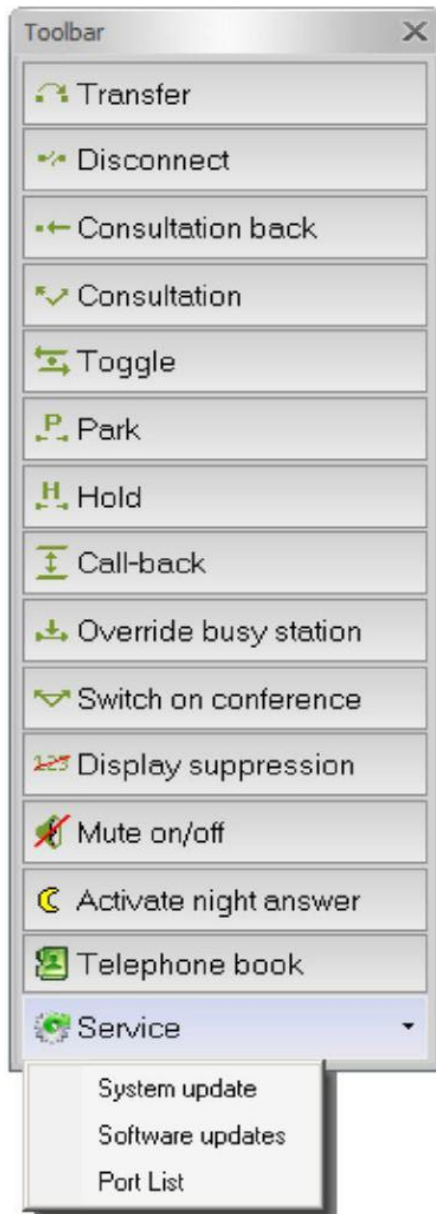 Toolbar
Transfer
Disconnect
Consultation back
Consultation
Toggle
P Park
H Hold
Call-back
Override busy station
Switch on conference
123 Display suppression
Mute on/off
Activate night answer
Telephone book
Service
System update
Software updates
Port List